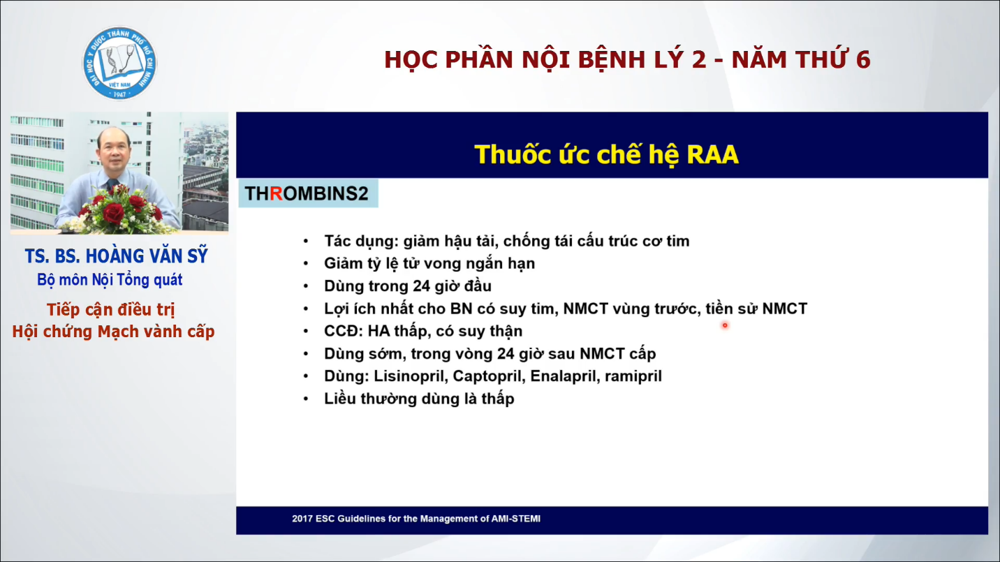 ĐẠI HỌC Y DƯỢC THÀNH PHỐ HỒ CHÍ MINH
VIỆT NAM
1947
HỌC PHẦN NỘI BỆNH LÝ 2 - NĂM THỨ 6
TS. BS. HOÀNG VĂN SỸ
Bộ môn Nội Tổng quát
Tiếp cận điều trị
Hội chứng Mạch vành cấp
Thuốc ức chế hệ RAA
THROMBINS2
• Tác dụng: giảm hậu tải, chống tái cấu trúc cơ tim
• Giảm tỷ lệ tử vong ngắn hạn
• Dùng trong 24 giờ đầu
• Lợi ích nhất cho BN có suy tim, NMCT vùng trước, tiền sử NMCT
• CCĐ: HA thấp, có suy thận
• Dùng sớm, trong vòng 24 giờ sau NMCT cấp
• Dùng: Lisinopril, Captopril, Enalapril, ramipril
• Liều thường dùng là thấp
2017 ESC Guidelines for the Management of AMI-STEMI